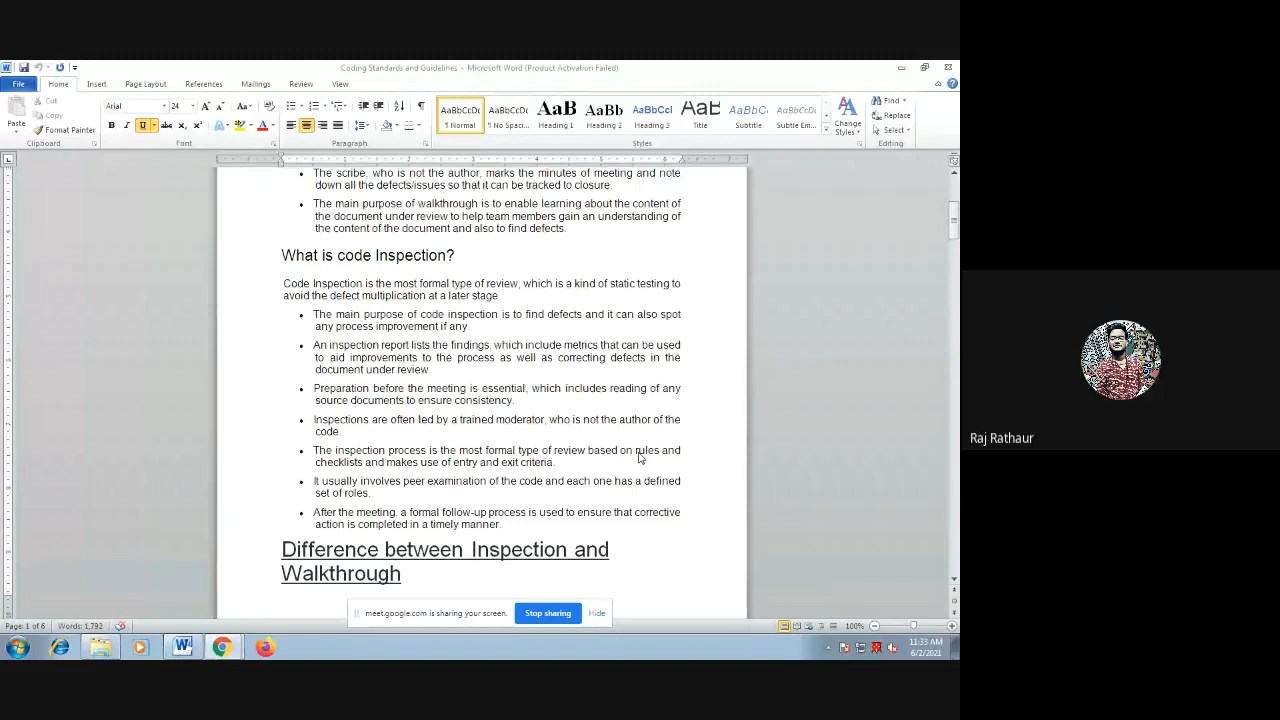 Coding Standards and Guidelines - Microsoft Word (Product Activation Failed)
File Home Insert Page Layout References Mailings Review View
Paste
Cut
Copy
Format Painter
Clipboard
Arial 24
Font
Paragraph
AaBbCcDc AaBbCcDc AaB AaBb AaBbCcI AaB AaBbCcD AaBbCcDc
¶ Normal ¶ No Spaci... Heading 1 Heading 2 Heading 3 Title Subtitle Subtle Em...
Change
Styles
Styles
Find
Replace
Select
Editing
• The scribe, who is not the author, marks the minutes of meeting and note
down all the defects/issues so that it can be tracked to closure.
• The main purpose of walkthrough is to enable learning about the content of
the document under review to help team members gain an understanding of
the content of the document and also to find defects.
What is code Inspection?
Code Inspection is the most formal type of review, which is a kind of static testing to
avoid the defect multiplication at a later stage.
• The main purpose of code inspection is to find defects and it can also spot
any process improvement if any.
• An inspection report lists the findings, which include metrics that can be used
to aid improvements to the process as well as correcting defects in the
document under review.
• Preparation before the meeting is essential, which includes reading of any
source documents to ensure consistency.
• Inspections are often led by a trained moderator, who is not the author of the
code.
• The inspection process is the most formal type of review based on rules and
checklists and makes use of entry and exit criteria.
• It usually involves peer examination of the code and each one has a defined
set of roles.
• After the meeting, a formal follow-up process is used to ensure that corrective
action is completed in a timely manner.
Difference between Inspection and
Walkthrough
meet.google.com is sharing your screen. Stop sharing Hide
Page: 1 of 6 Words: 1,792 100%
11:33 AM
6/2/2021
Raj Rathaur